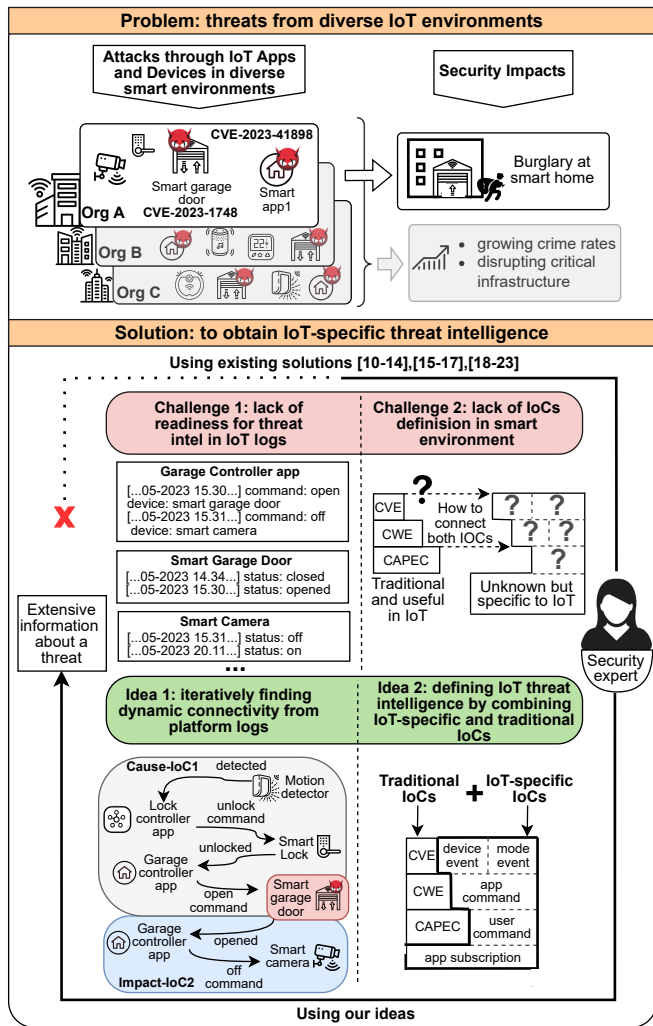 Problem: threats from diverse IoT environments
Attacks through IoT Apps
and Devices in diverse
smart environments
Security Impacts
CVE-2023-41898
Smart garage
door
CVE-2023-1748
Smart
app1
Org A
Org B
Org C
Burglary at
smart home
• growing crime rates
• disrupting critical
infrastructure
Solution: to obtain IoT-specific threat intelligence
Using existing solutions [10-14],[15-17],[18-23]
Challenge 1: lack of
readiness for threat
intel in IoT logs
Challenge 2: lack of IoCs
definision in smart
environment
Garage Controller app
[...05-2023 15.30...] command: open
device: smart garage door
[...05-2023 15.31...] command: off
device: smart camera
Smart Garage Door
[...05-2023 14.34...] status: closed
[...05-2023 15.30...] status: opened
Smart Camera
[...05-2023 15.31...] status: off
[...05-2023 20.11...] status: on
...
X
?
CVE
CWE
CAPEC
How to
connect
both IOCs
? ?
? ?
?
Traditional
and useful
in IoT
Unknown but
specific to IoT
Extensive
information
about a
threat
Security
expert
Idea 1: iteratively finding
dynamic connectivity from
platform logs
Idea 2: defining IoT threat
intelligence by combining
IoT-specific and traditional
IoCs
Cause-IoC1
detected
Motion
detector
Lock
controller
app
unlock
command
Smart
Lock
unlocked
Garage
controller
app
open
command
Smart
garage
door
Garage
controller
app
opened
off
command
Smart
camera
Impact-IoC2
Traditional
IoCs
+
IoT-specific
IoCs
CVE
device
event
mode
event
CWE
app
command
CAPEC
user
command
app subscription
Using our ideas